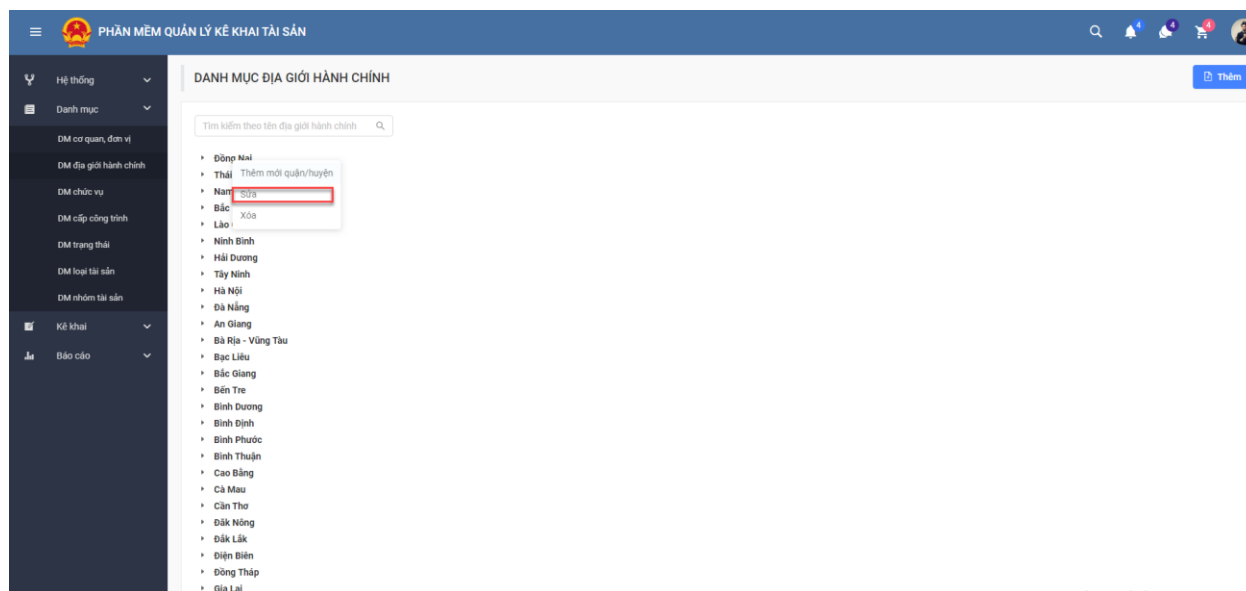 PHẦN MỀM QUẢN LÝ KÊ KHAI TÀI SẢN
4
4
4
Hệ thống
Danh mục
DM cơ quan, đơn vị
DM địa giới hành chính
DM chức vụ
DM cấp công trình
DM trạng thái
DM loại tài sản
DM nhóm tài sản
Kê khai
Báo cáo
DANH MỤC ĐỊA GIỚI HÀNH CHÍNH
Thêm
Tìm kiếm theo tên địa giới hành chính
Đồng Nai
Thái
Thêm mới quận/huyện
Nam
Sửa
Bắc
Xóa
Lào
Ninh Bình
Hải Dương
Tây Ninh
Hà Nội
Đà Nẵng
An Giang
Bà Rịa - Vũng Tàu
Bạc Liêu
Bắc Giang
Bến Tre
Bình Dương
Bình Định
Bình Phước
Bình Thuận
Cao Bằng
Cà Mau
Cần Thơ
Đăk Nông
Đắk Lắk
Điện Biên
Đồng Tháp
Gia Lai